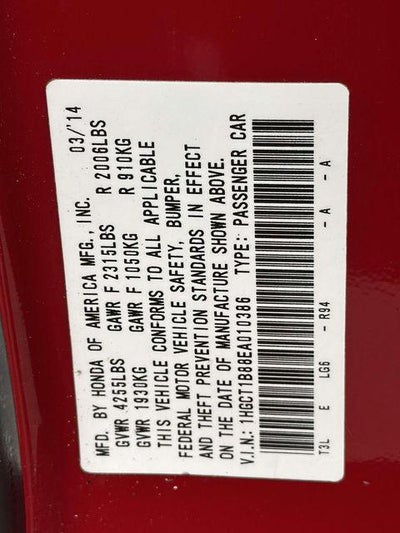 MFD. BY HONDA OF AMERICA MFG., INC. 03/'14
GVWR 4255LBS GAWR F 2315LBS R 2006LBS
GVWR 1930KG GAWR F 1050KG R 910KG
THIS VEHICLE CONFORMS TO ALL APPLICABLE
FEDERAL MOTOR VEHICLE SAFETY, BUMPER,
AND THEFT PREVENTION STANDARDS IN EFFECT
ON THE DATE OF MANUFACTURE SHOWN ABOVE.
V.I.N.: 1HGCT1B88EA010386 TYPE: PASSENGER CAR
T3L E LG6 - R94 - A - A